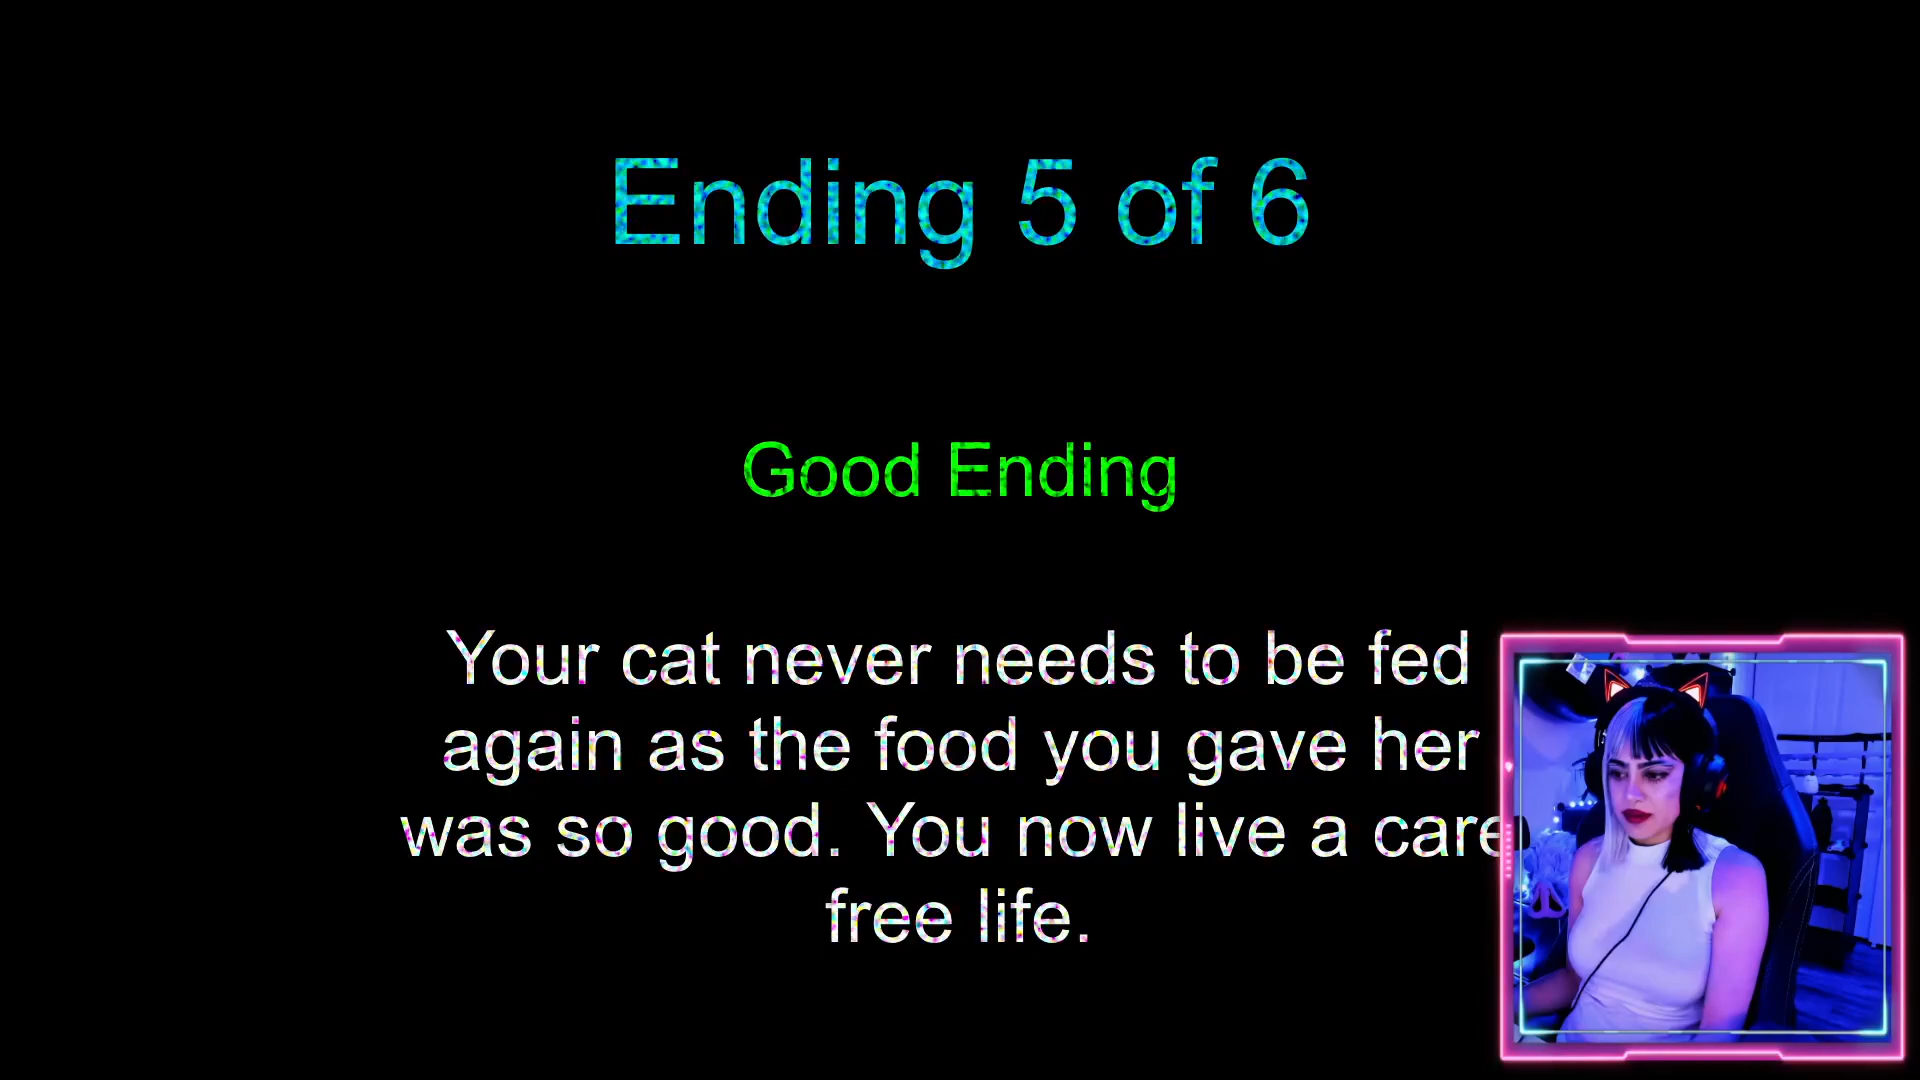 Ending 5 of 6
Good Ending
Your cat never needs to be fed
again as the food you gave her
was so good. You now live a care
free life.